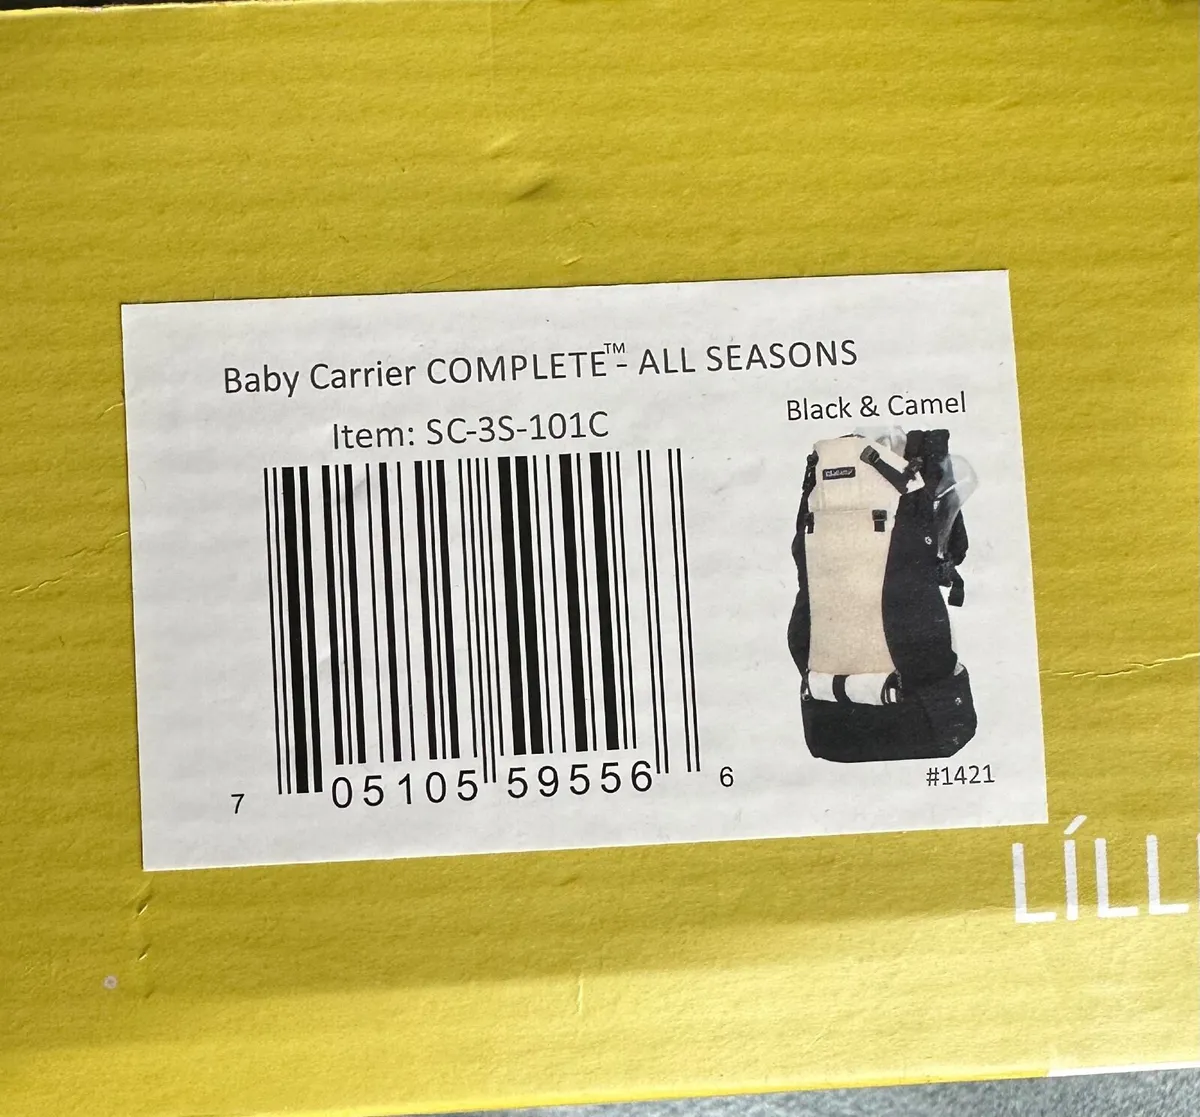 Baby Carrier COMPLETE™- ALL SEASONS
Item: SC-3S-101C
Black & Camel
7 05105 59556 6
#1421
LÍLL